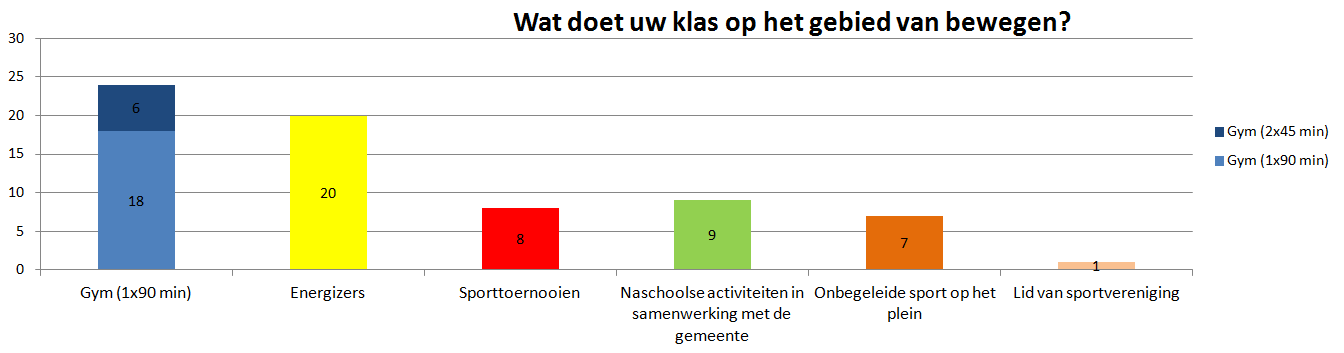 Wat doet uw klas op het gebied van bewegen?
30
25
20
15
10
5
0
6
18
20
8
9
7
1
Gym (1x90 min)
Energizers
Sporttoernooien
Naschoolse activiteiten in
samenwerking met de
gemeente
Onbegeleide sport op het
plein
Lid van sportvereniging
Gym (2x45 min)
Gym (1x90 min)